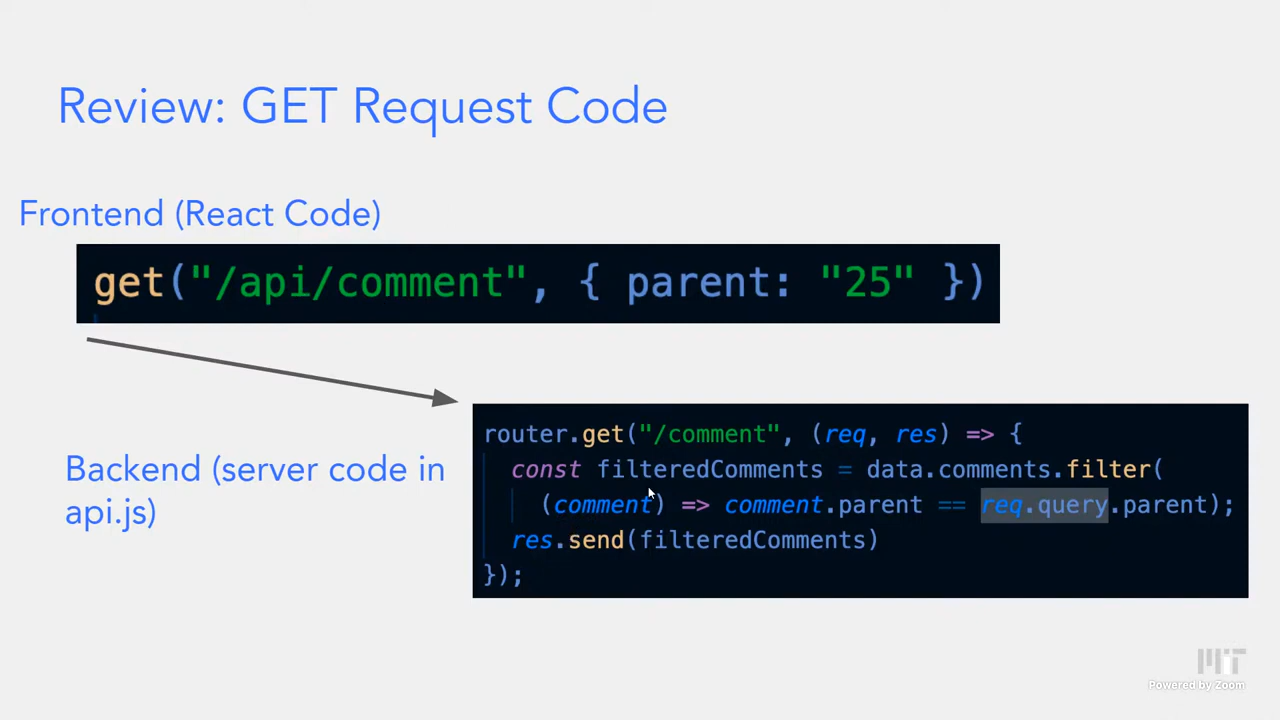 Review: GET Request Code
Frontend (React Code)
get("/api/comment", { parent: "25" })
Backend (server code in
api.js)
router.get("/comment", (req, res) => {
const filteredComments = data.comments.filter(
(comment) => comment.parent == req.query.parent);
res.send(filteredComments)
});
MIT
Powered by Zoom